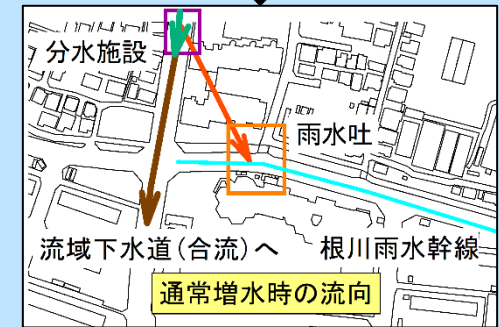 分水施設
雨水吐
流域下水道(合流)へ 根川雨水幹線
通常増水時の流向